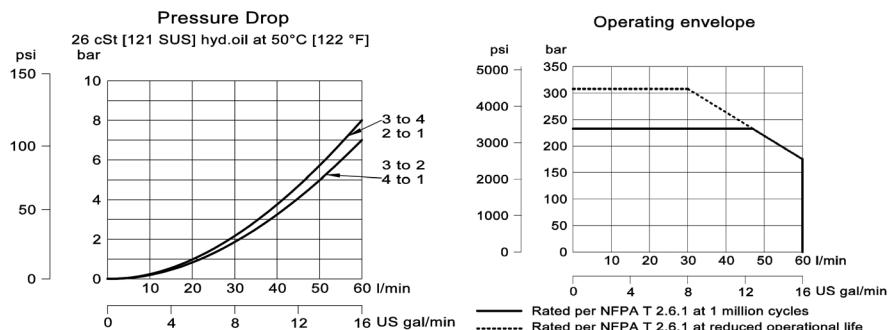 Pressure Drop
26 cSt [121 SUS] hyd.oil at 50°C [122 °F]
psi
bar
150
100
50
0
10
8
6
4
2
0
3 to 4
2 to 1
3 to 2
4 to 1
10 20 30 40 50 60 l/min
0 4 8 12 16 US gal/min
Operating envelope
psi
bar
5000
4000
3000
2000
1000
0
350
300
250
200
150
100
50
0
10 20 30 40 50 60 l/min
0 4 8 12 16 US gal/min
Rated per NFPA T 2.6.1 at 1 million cycles
Rated per NFPA T 2.6.1 at reduced operational life